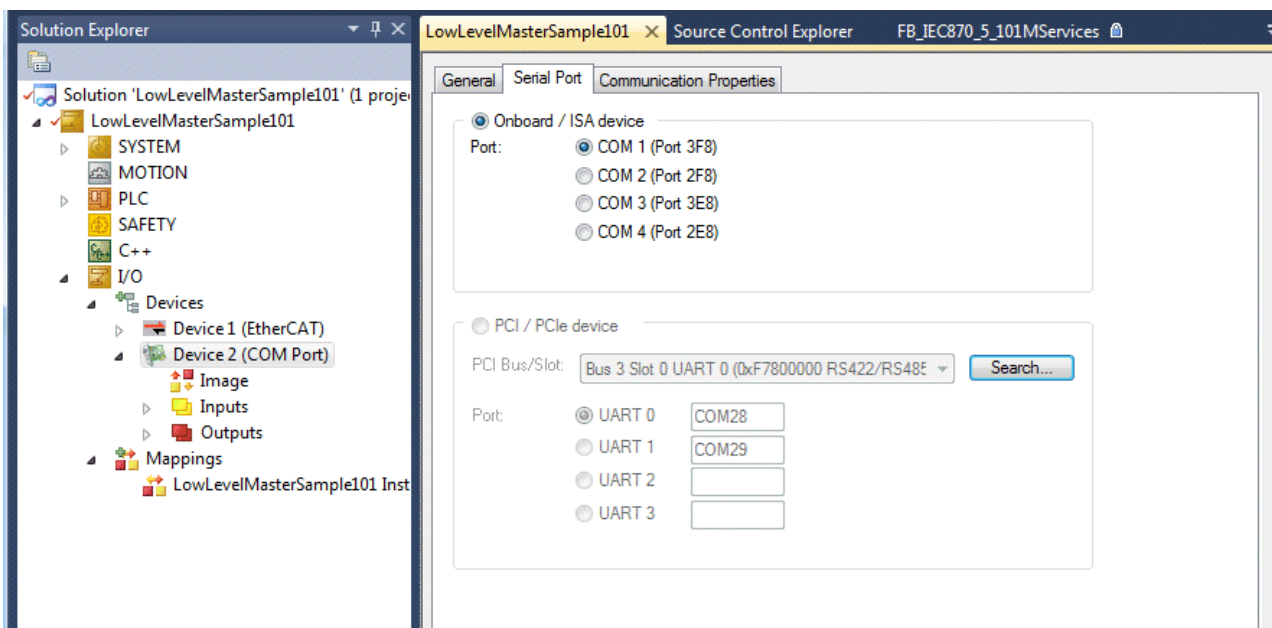 Solution Explorer
Solution 'LowLevelMasterSample101' (1 proje
LowLevelMasterSample101
SYSTEM
MOTION
PLC
SAFETY
C++
I/O
Devices
Device 1 (EtherCAT)
Device 2 (COM Port)
Image
Inputs
Outputs
Mappings
LowLevelMasterSample101 Inst
LowLevelMasterSample101 Source Control Explorer FB_IEC870_5_101MServices
General Serial Port Communication Properties
Onboard / ISA device
Port: COM 1 (Port 3F8)
COM 2 (Port 2F8)
COM 3 (Port 3E8)
COM 4 (Port 2E8)
PCI / PCIe device
PCI Bus/Slot: Bus 3 Slot 0 UART 0 (0xF7800000 RS422/RS485 Search...
Port: UART 0 COM28
UART 1 COM29
UART 2
UART 3